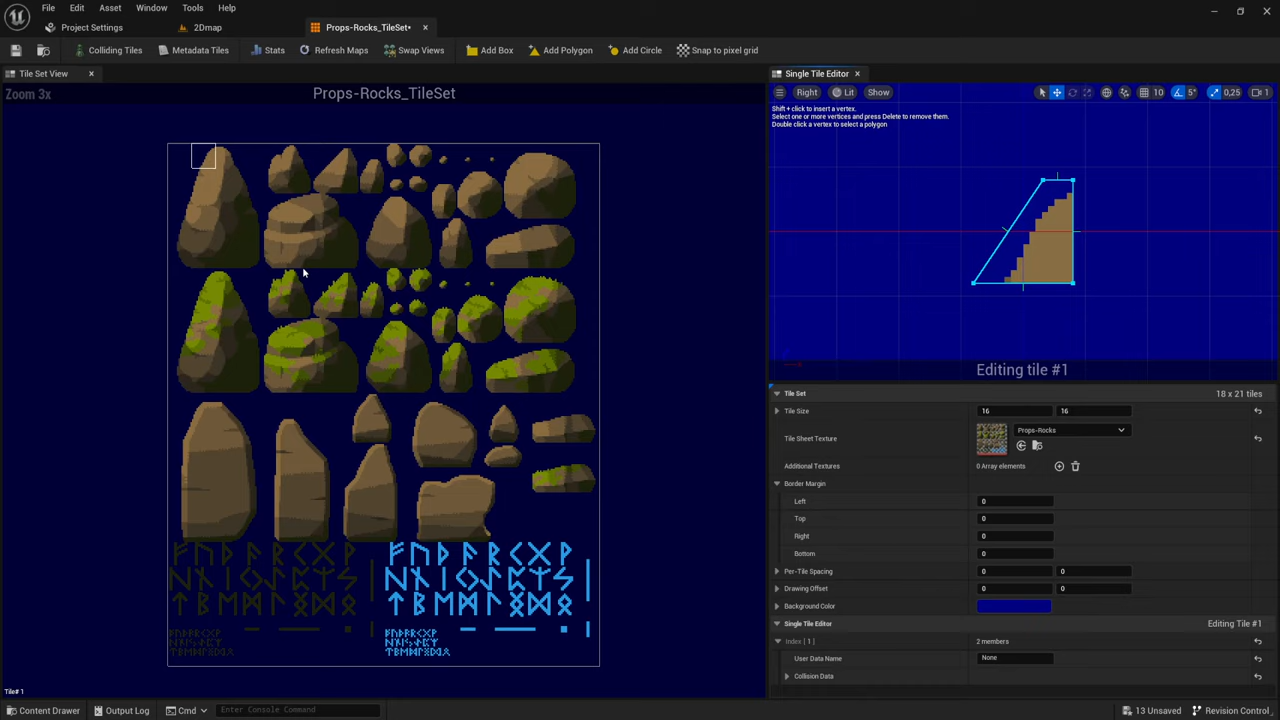 File Edit Asset Window Tools Help
Project Settings
2Dmap
Props-Rocks_TileSet*
Colliding Tiles
Metadata Tiles
Stats
Refresh Maps
Swap Views
Add Box
Add Polygon
Add Circle
Snap to pixel grid
Tile Set View
Single Tile Editor
Zoom 3x
Props-Rocks_TileSet
Right
Lit
Show
10
5°
0,25
1
Shift + click to insert a vertex.
Select one or more vertices and press Delete to remove them.
Double click a vertex to select a polygon
Editing tile #1
Tile Set
18 x 21 tiles
Tile Size
16
16
Tile Sheet Texture
Props-Rocks
Additional Textures
0 Array elements
Border Margin
Left
0
Top
0
Right
0
Bottom
0
Per-Tile Spacing
0
0
Drawing Offset
0
0
Background Color
Single Tile Editor
Editing Tile #1
Index [ 1 ]
2 members
User Data Name
None
Collision Data
Tile# 1
Content Drawer
Output Log
Cmd
Enter Console Command
13 Unsaved
Revision Control